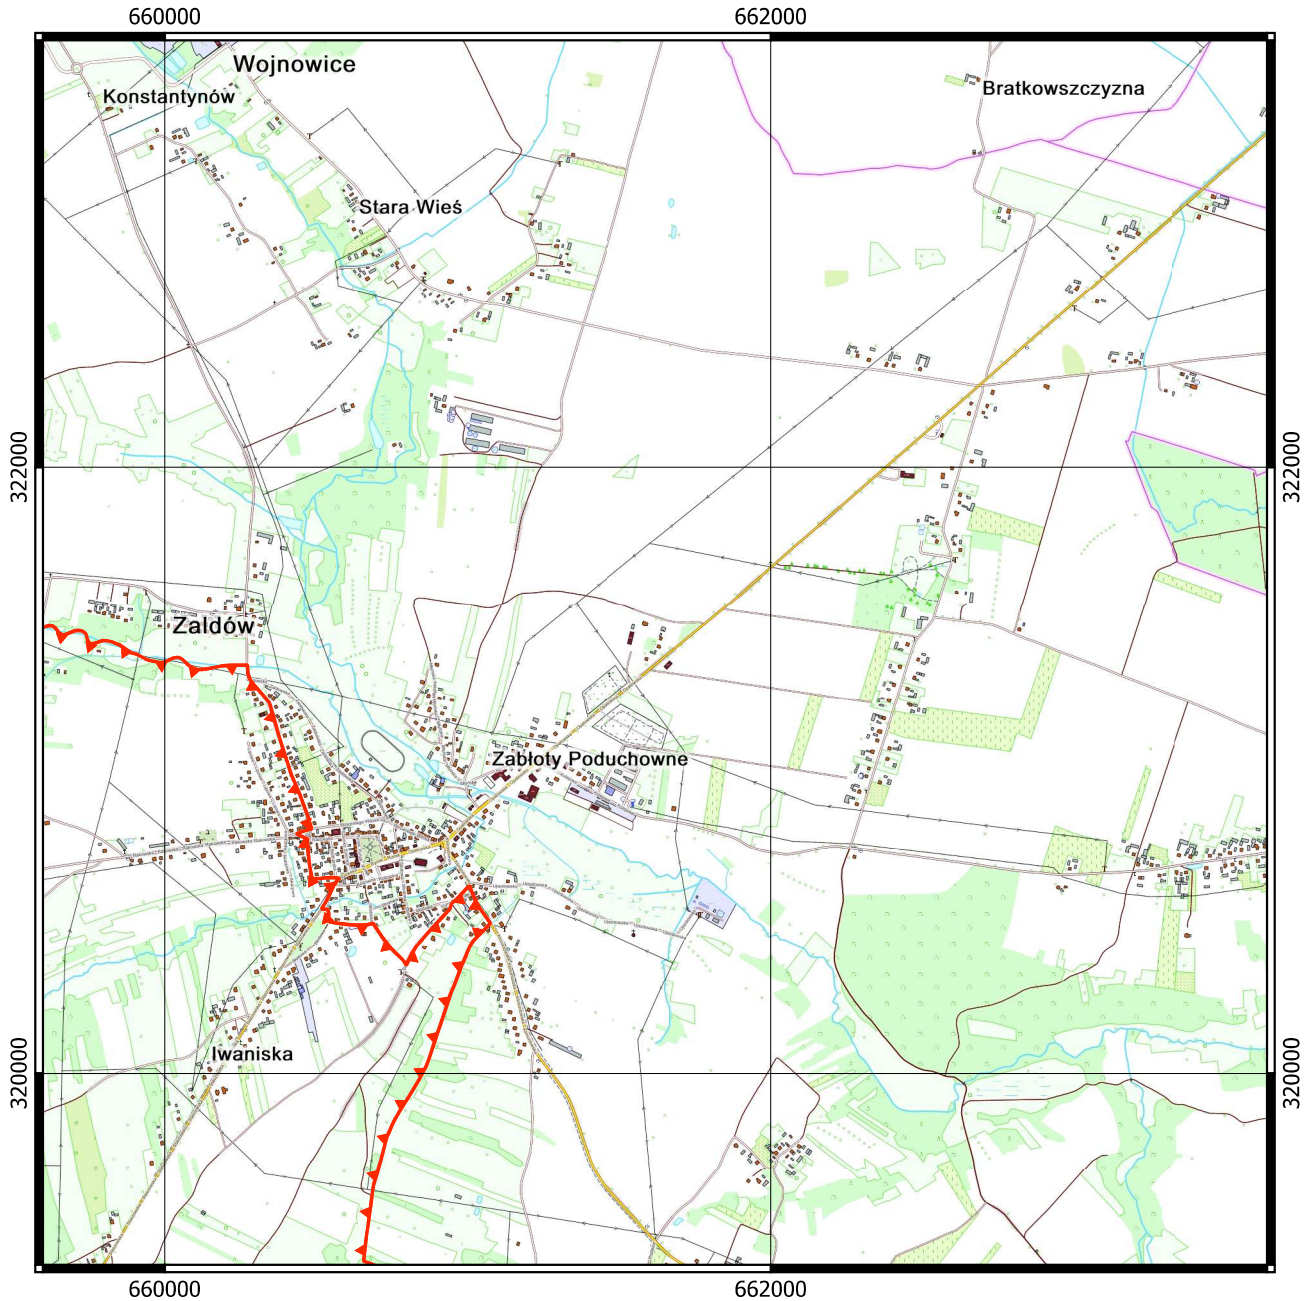 660000
662000
Wojnowice
Konstantynów
Bratkowszczyzna
Stara Wieś
322000
322000
Zaldów
Zabłoty Poduchowne
Iwaniska
320000
320000
660000
662000